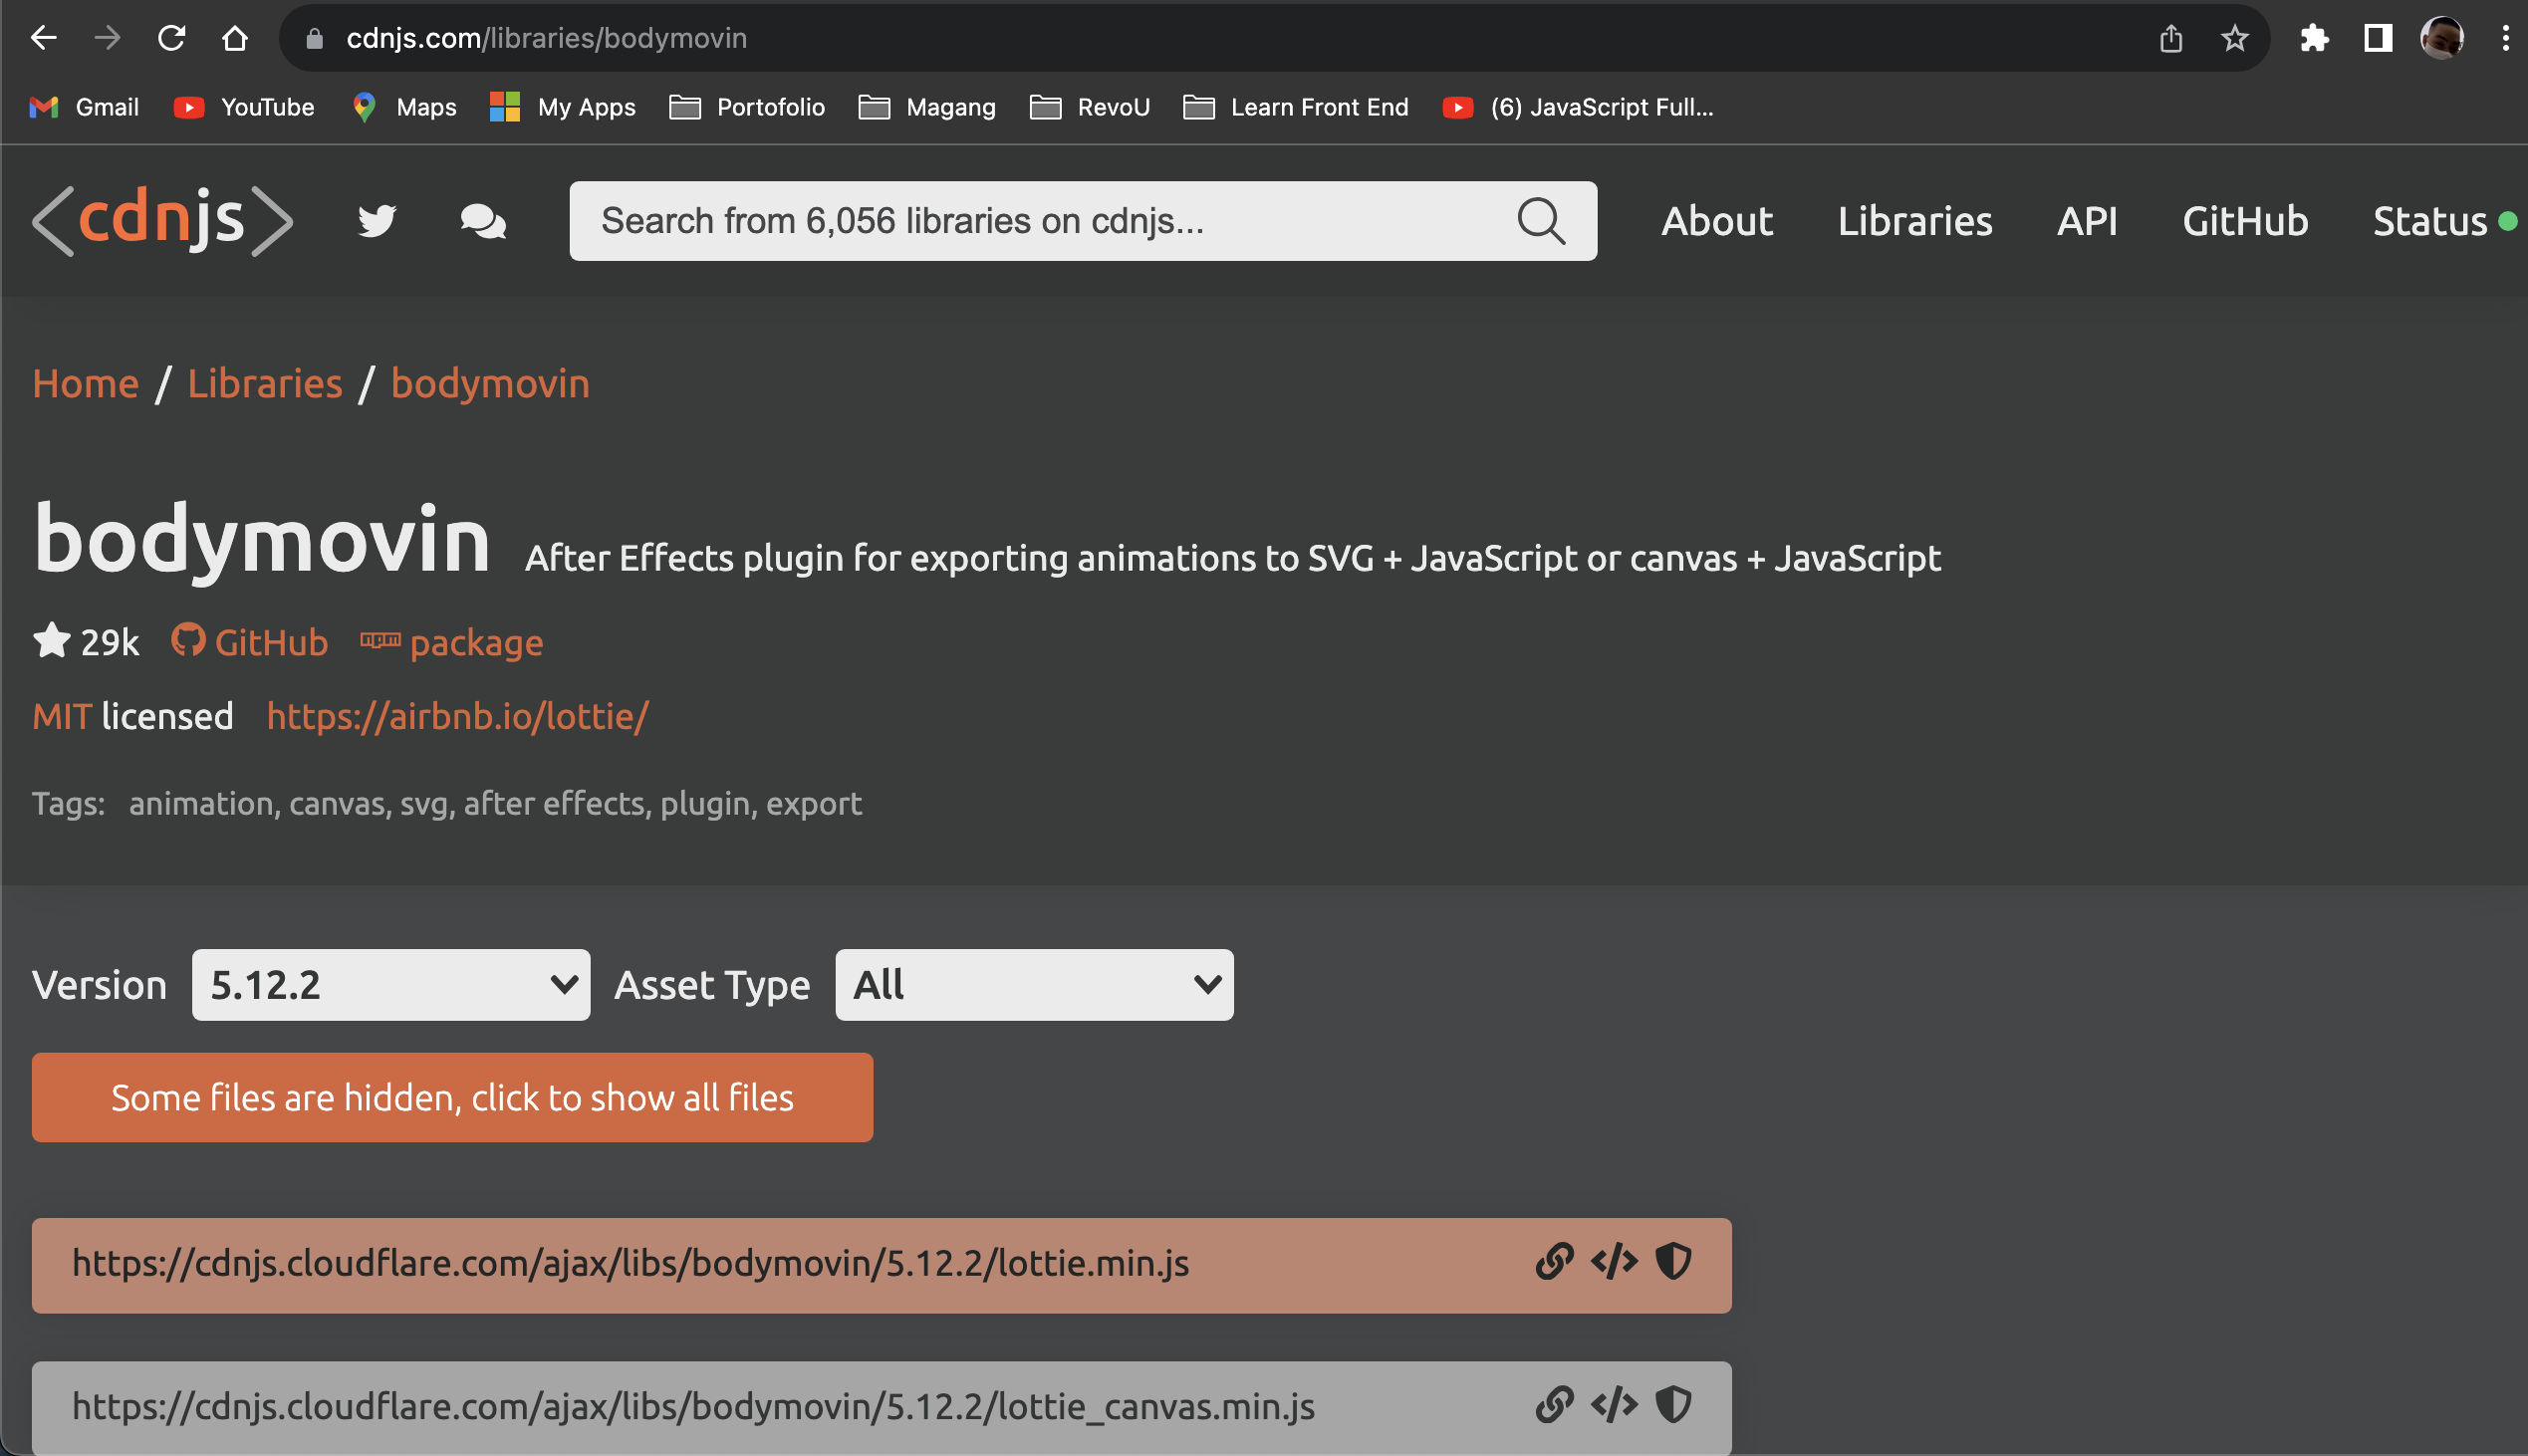 cdnjs.com/libraries/bodymovin
Gmail YouTube Maps My Apps Portofolio Magang RevoU Learn Front End (6) JavaScript Full...
<cdnjs> Search from 6,056 libraries on cdnjs... About Libraries API GitHub Status
Home / Libraries / bodymovin
bodymovin After Effects plugin for exporting animations to SVG + JavaScript or canvas + JavaScript
29k GitHub npm package
MIT licensed https://airbnb.io/lottie/
Tags: animation, canvas, svg, after effects, plugin, export
Version 5.12.2 Asset Type All
Some files are hidden, click to show all files
https://cdnjs.cloudflare.com/ajax/libs/bodymovin/5.12.2/lottie.min.js </>
https://cdnjs.cloudflare.com/ajax/libs/bodymovin/5.12.2/lottie_canvas.min.js </>